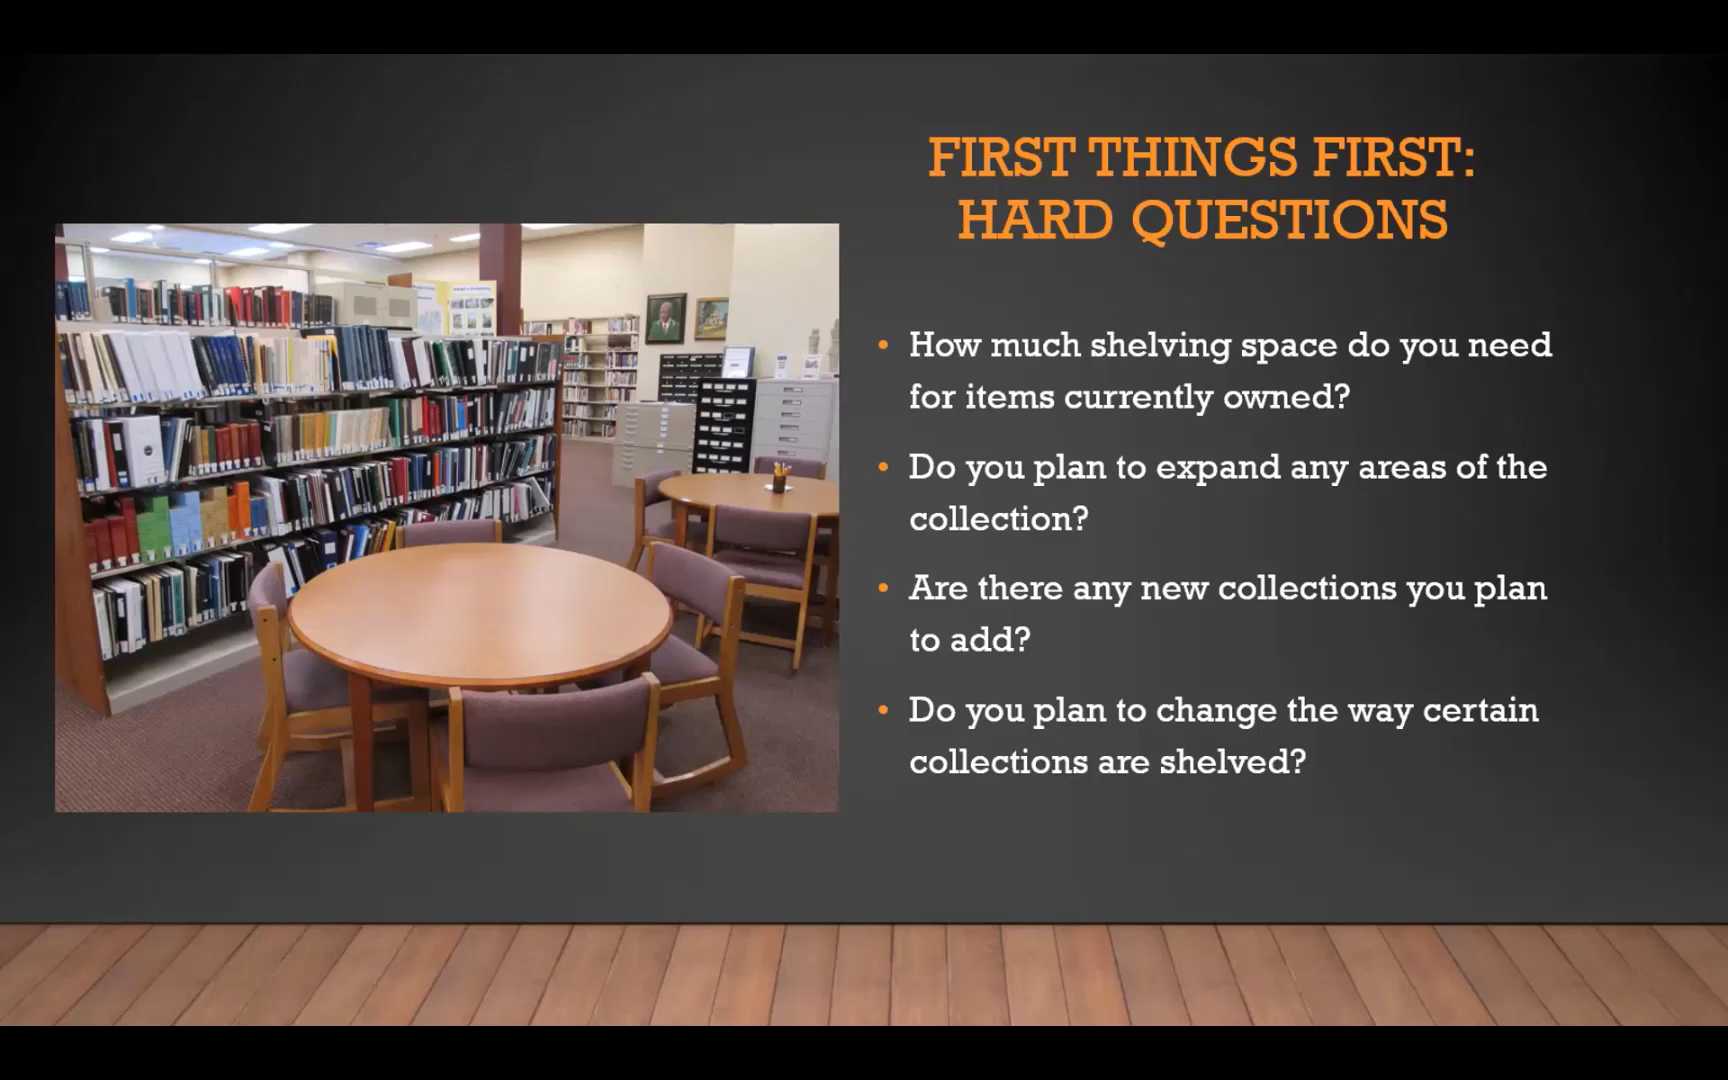 FIRST THINGS FIRST:
HARD QUESTIONS
• How much shelving space do you need
for items currently owned?
• Do you plan to expand any areas of the
collection?
• Are there any new collections you plan
to add?
• Do you plan to change the way certain
collections are shelved?